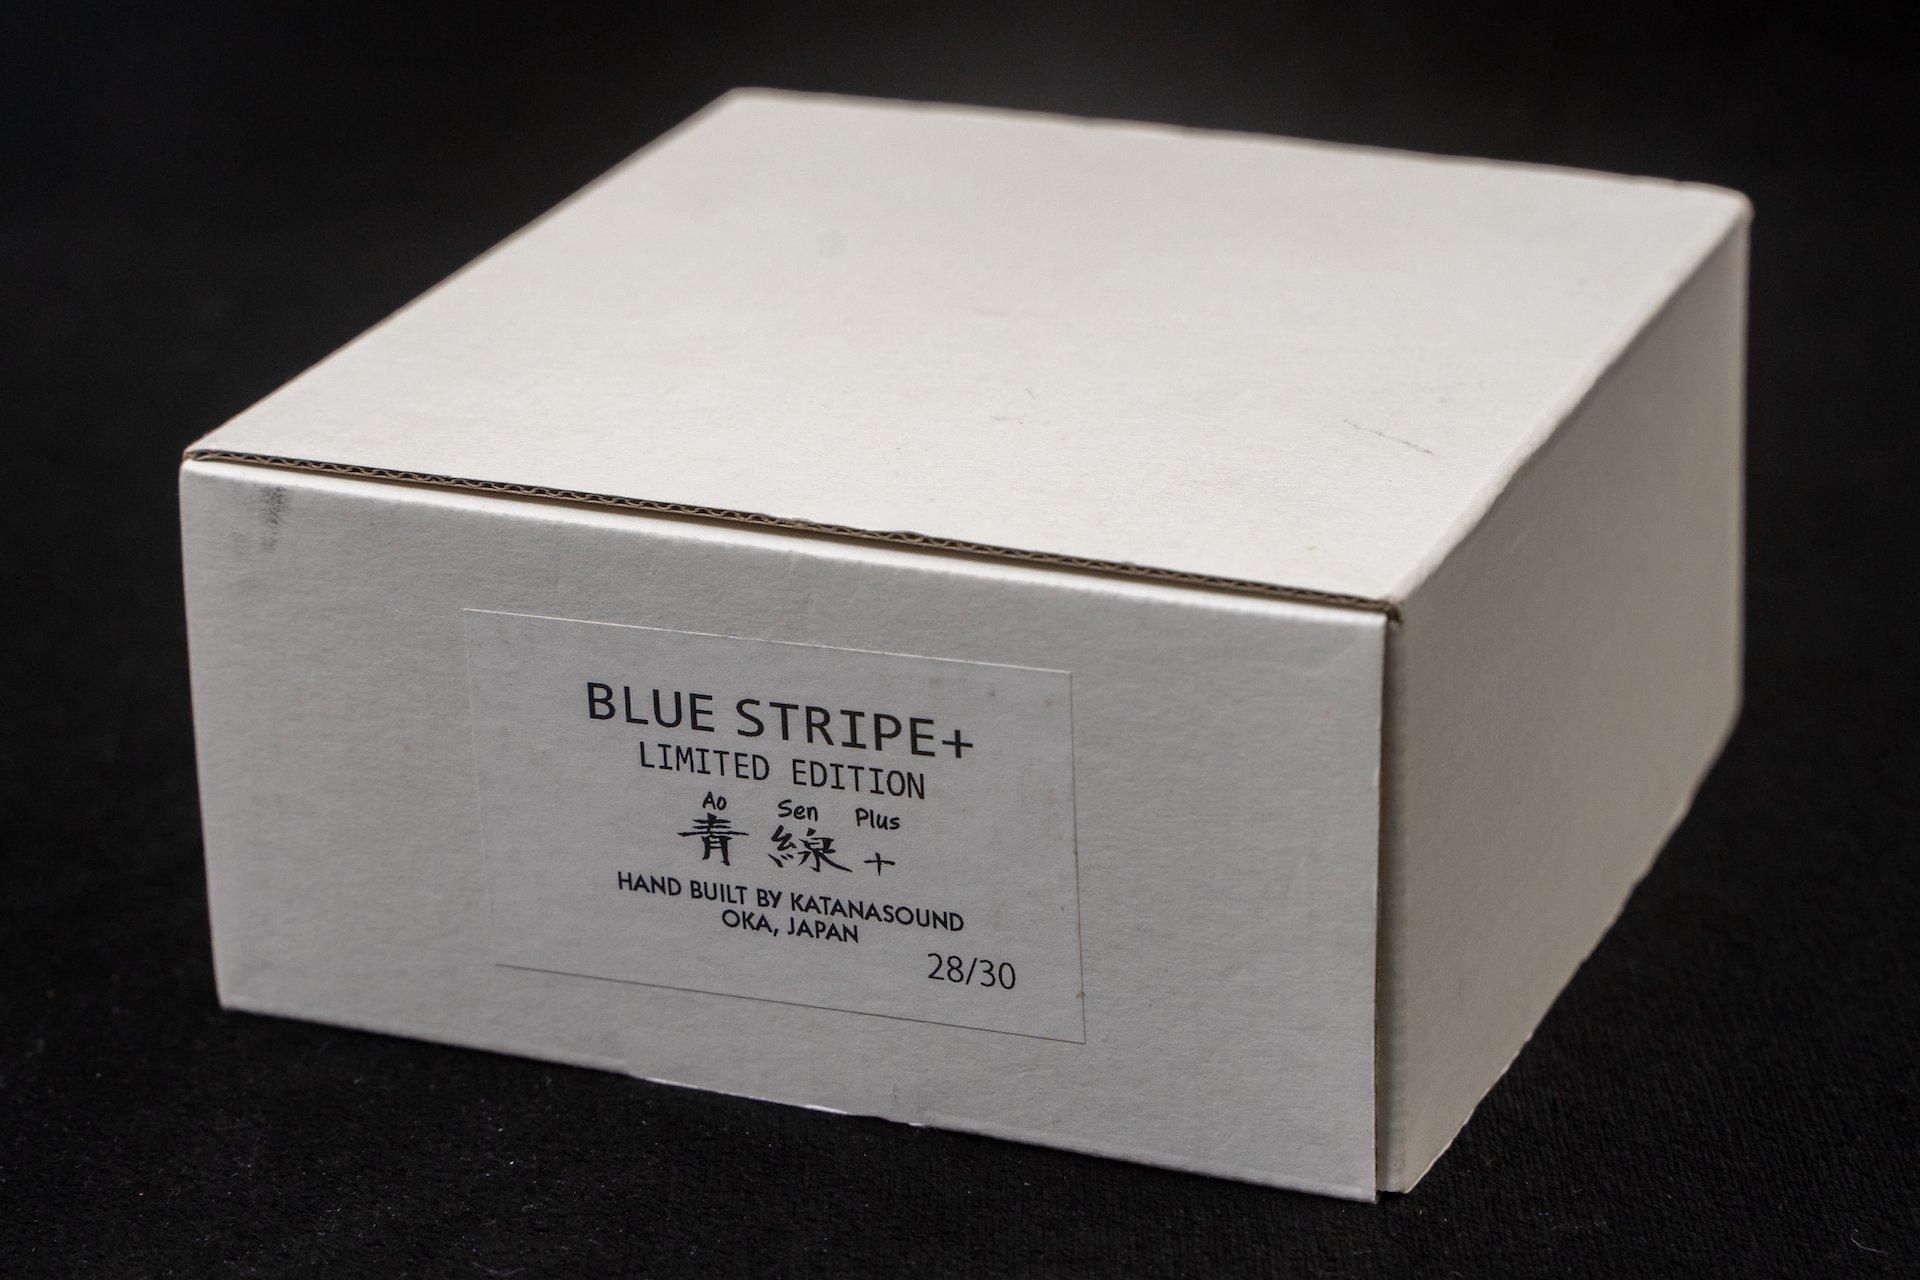 BLUE STRIPE+
LIMITED EDITION
Ao Sen Plus
青線+
HAND BUILT BY KATANASOUND
OKA, JAPAN
28/30